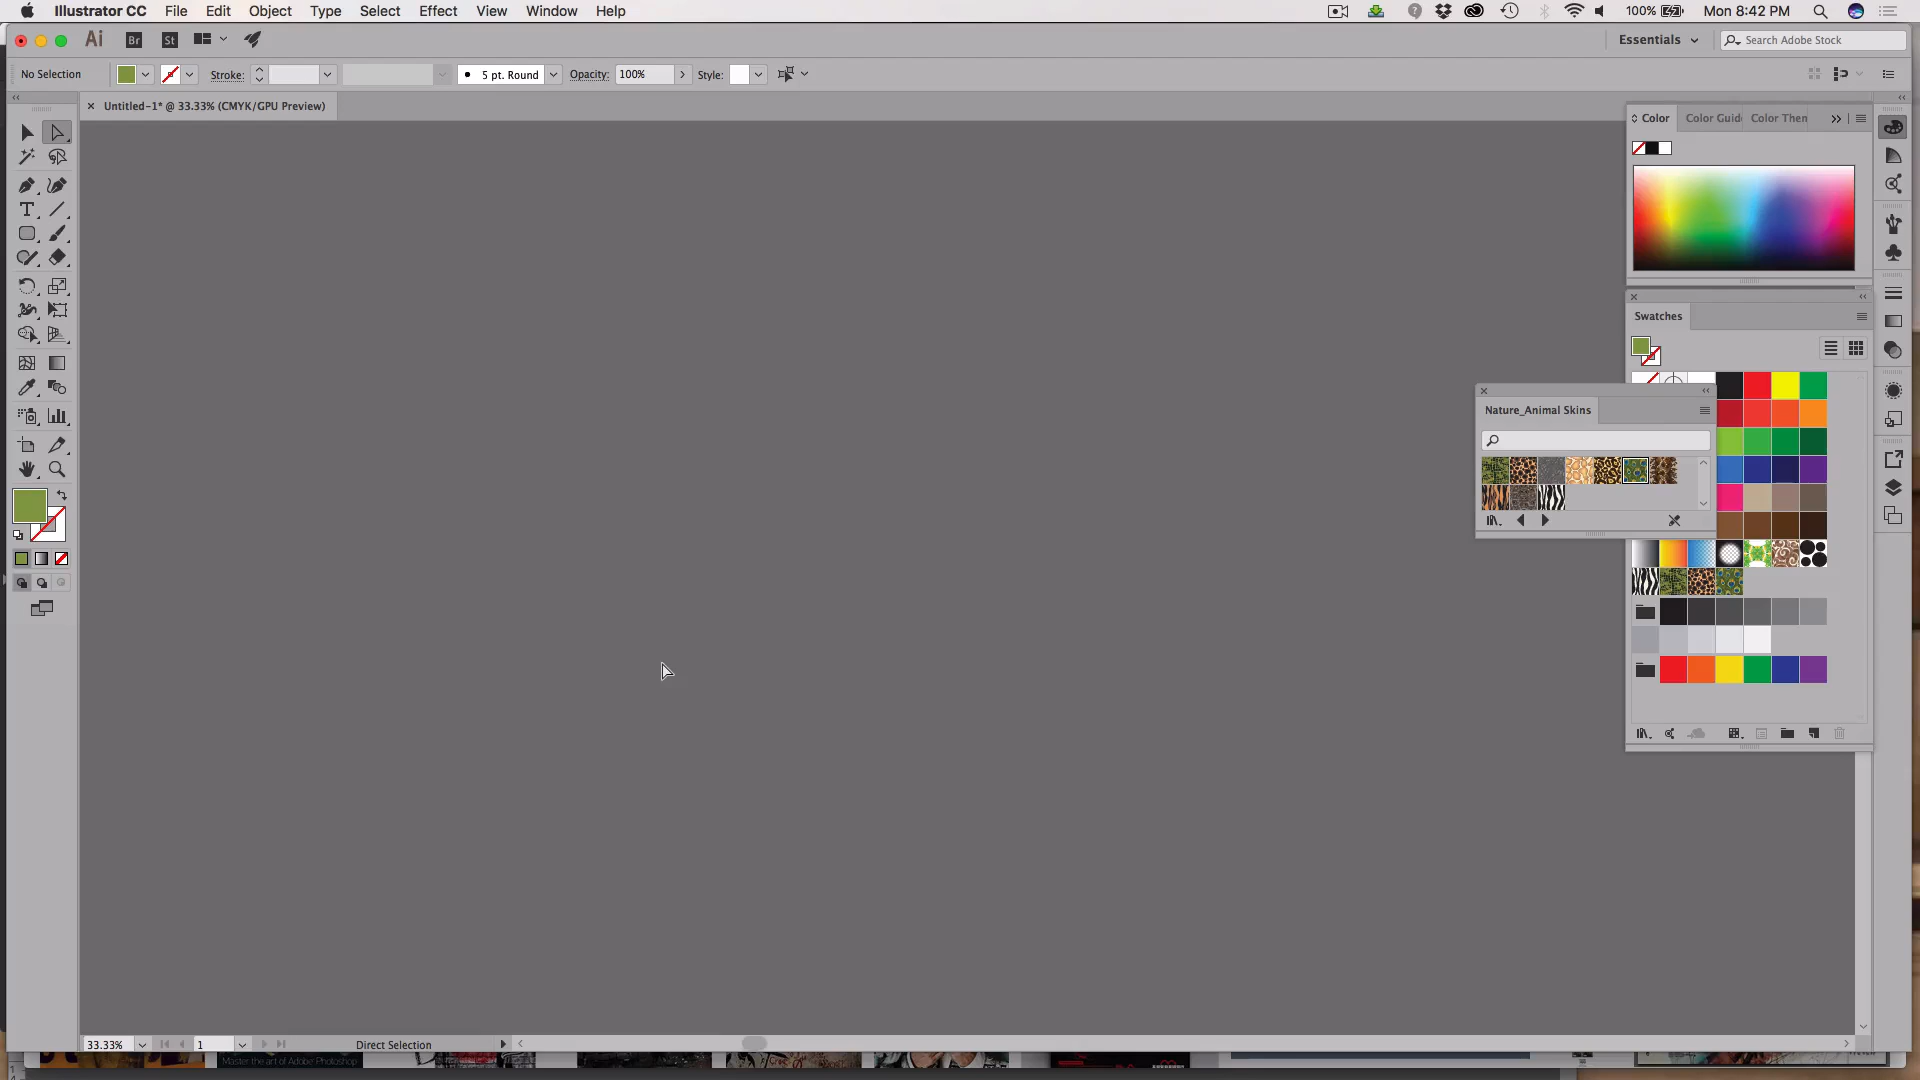 Illustrator CC File Edit Object Type Select Effect View Window Help
100% Mon 8:42 PM
Ai Br St
Essentials Search Adobe Stock
No Selection Stroke: 5 pt. Round Opacity: 100% Style:
Untitled-1* @ 33.33% (CMYK/GPU Preview)
Color Color Guid Color Then
Swatches
Nature_Animal Skins
33.33% 1 Direct Selection
Master the art of Adobe Photoshop